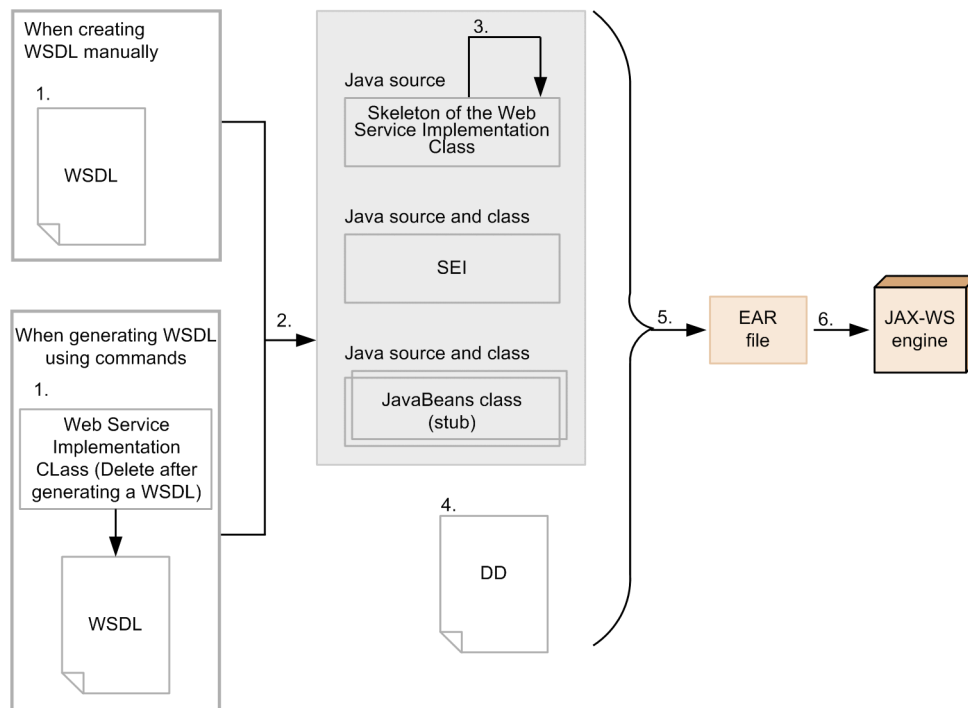 When creating
WSDL manually
1.
WSDL
When generating WSDL
using commands
1.
Web Service
Implementation
CLass (Delete after
generating a WSDL)
WSDL
2.
3.
Java source
Skeleton of the Web
Service Implementation
Class
Java source and class
SEI
Java source and class
JavaBeans class
(stub)
4.
DD
5.
EAR
file
6.
JAX-WS
engine